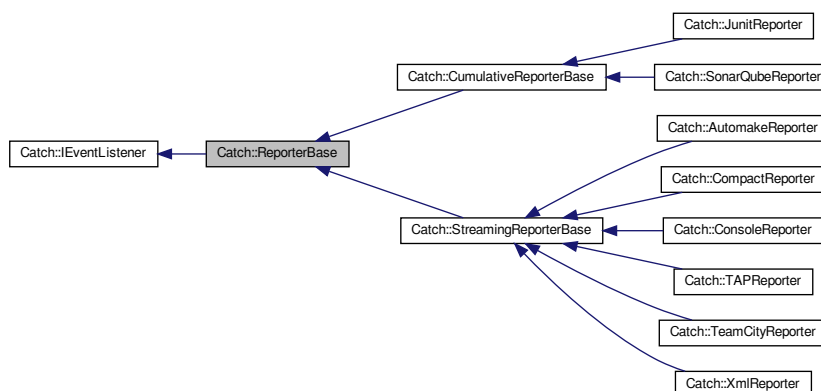 Catch::JunitReporter
Catch::CumulativeReporterBase
Catch::SonarQubeReporter
Catch::AutomakeReporter
Catch::IEventListener
Catch::ReporterBase
Catch::CompactReporter
Catch::StreamingReporterBase
Catch::ConsoleReporter
Catch::TAPReporter
Catch::TeamCityReporter
Catch::XmlReporter